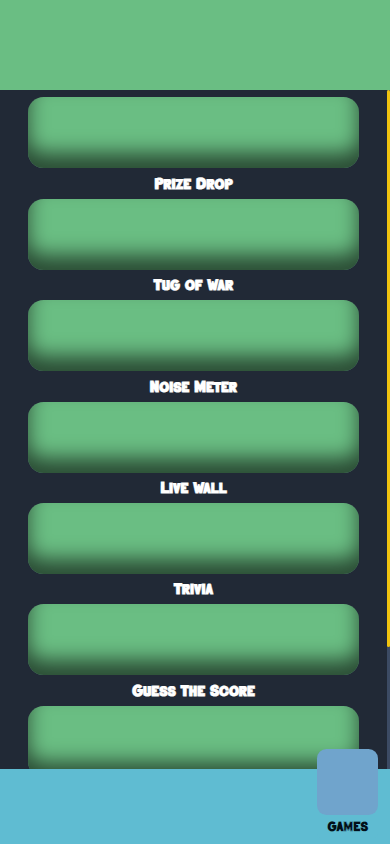 Prize Drop
Tug of War
Noise Meter
Live Wall
Trivia
Guess The Score
GAMES